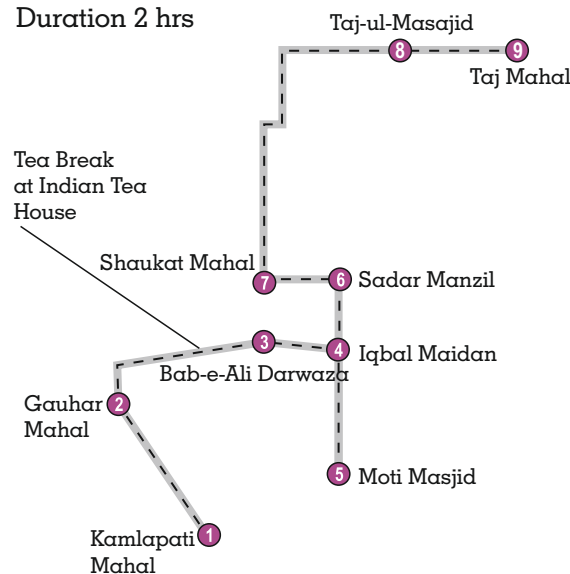 Duration 2 hrs
Taj-ul-Masajid
8
9
Taj Mahal
Tea Break
at Indian Tea
House
Shaukat Mahal
7
6
Sadar Manzil
3
4
Iqbal Maidan
Bab-e-Ali Darwaza
Gauhar
Mahal
2
5
Moti Masjid
Kamlapati
Mahal
1